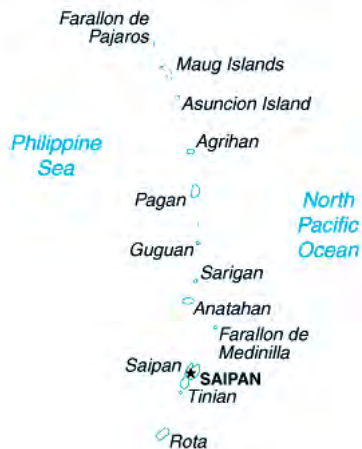 Farallon de
Pajaros
Maug Islands
Asuncion Island
Agrihan
Philippine
Sea
Pagan
North
Pacific
Ocean
Guguan
Sarigan
Anatahan
Farallon de
Medinilla
Saipan
SAIPAN
Tinian
Rota